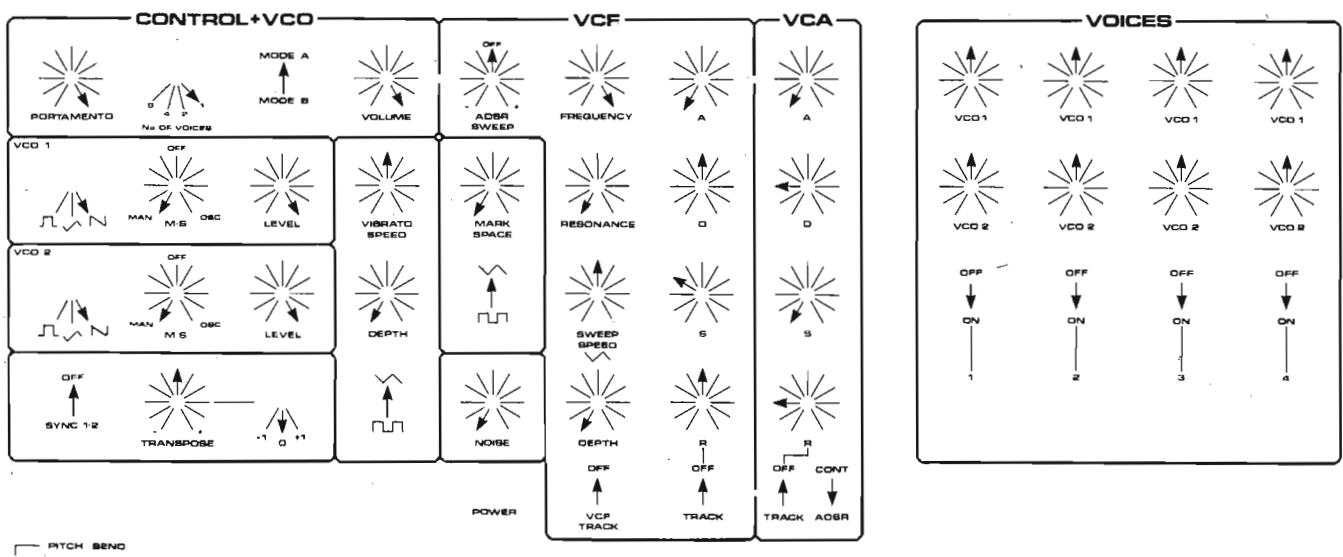 CONTROL+VCO VCF VCA VOICES
OFF
MODE A
MODE B
0 4 2 1
- +
PORTAMENTO No OF VOICES VOLUME ADSR SWEEP FREQUENCY A A VCO 1 VCO 1 VCO 1 VCO 1
VCO 1
OFF
MAN OSC
M·S LEVEL VIBRATO SPEED MARK SPACE RESONANCE D D VCO 2 VCO 2 VCO 2 VCO 2
VCO 2
OFF
MAN OSC
M·S LEVEL DEPTH SWEEP SPEED S S
OFF OFF OFF OFF
ON ON ON ON
1 2 3 4
OFF
SYNC 1·2
- +
-1 0 +1
TRANSPOSE NOISE DEPTH R R
OFF OFF OFF CONT
POWER VCF TRACK TRACK TRACK ADSR
PITCH BEND